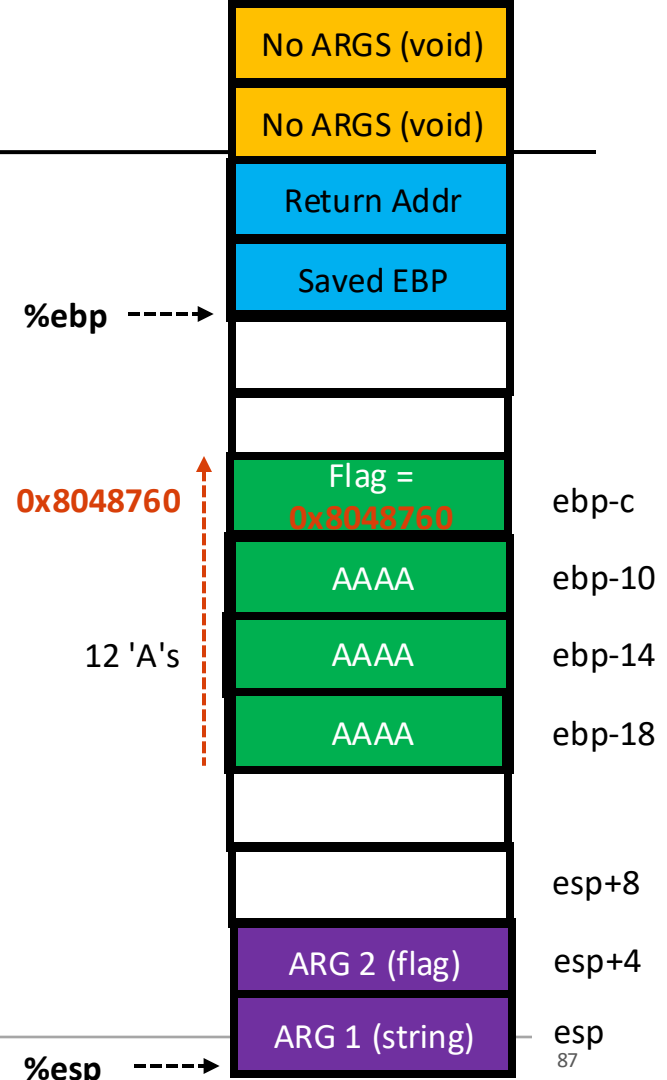 No ARGS (void)
No ARGS (void)
Return Addr
Saved EBP
%ebp
Flag =
0x8048760
0x8048760
ebp-c
AAAA
ebp-10
12 'A's
AAAA
ebp-14
AAAA
ebp-18
esp+8
ARG 2 (flag)
esp+4
ARG 1 (string)
esp
87
%esp